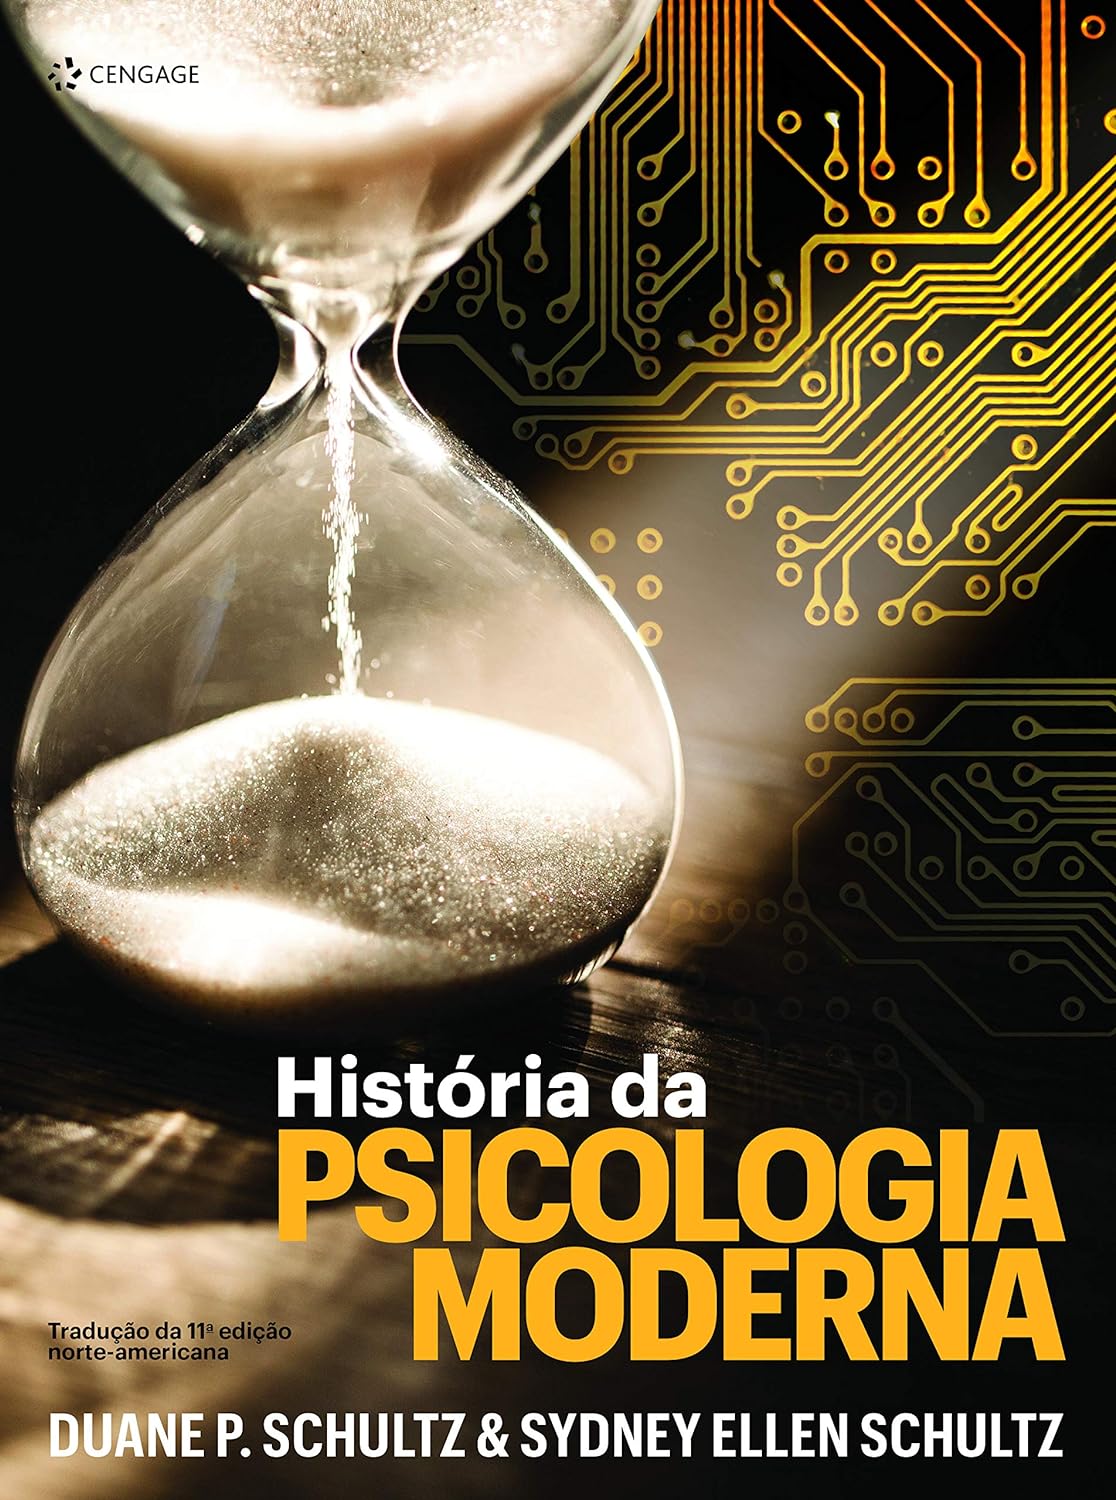 CENGAGE
História da
PSICOLOGIA
MODERNA
Tradução da 11ª edição
norte-americana
DUANE P. SCHULTZ & SYDNEY ELLEN SCHULTZ